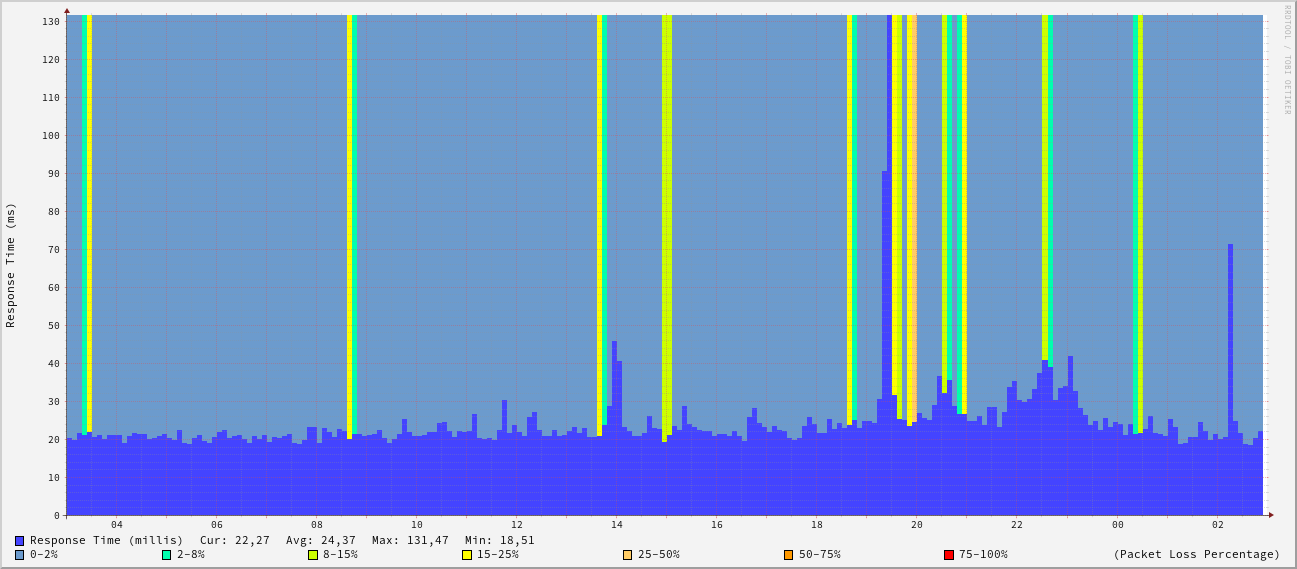 RRDTOOL / TOBI OETIKER
Response Time (ms)
130
120
110
100
90
80
70
60
50
40
30
20
10
0
04 06 08 10 12 14 16 18 20 22 00 02
Response Time (millis) Cur: 22,27 Avg: 24,37 Max: 131,47 Min: 18,51
0-2% 2-8% 8-15% 15-25% 25-50% 50-75% 75-100% (Packet Loss Percentage)